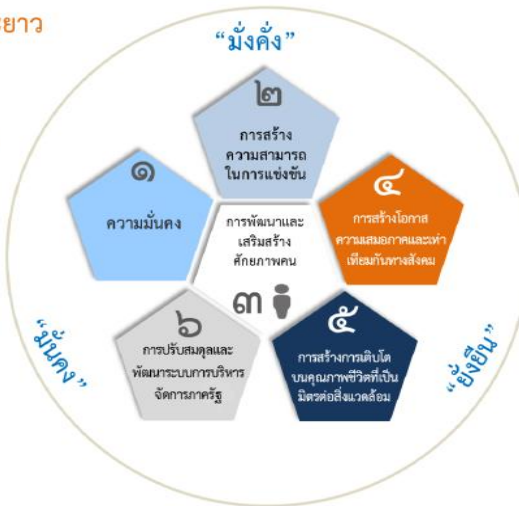 ยาว
“มั่งคั่ง”
๒
การสร้าง
ความสามารถ
ในการแข่งขัน
๑
ความมั่นคง
๔
การสร้างโอกาส
ความเสมอภาคและเท่า
เทียมกันทางสังคม
การพัฒนาและ
เสริมสร้าง
ศักยภาพคน
๓
๖
การปรับสมดุลและ
พัฒนาระบบการบริหาร
จัดการภาครัฐ
๕
การสร้างการเติบโต
บนคุณภาพชีวิตที่เป็น
มิตรต่อสิ่งแวดล้อม
“มั่นคง”
“ยั่งยืน”